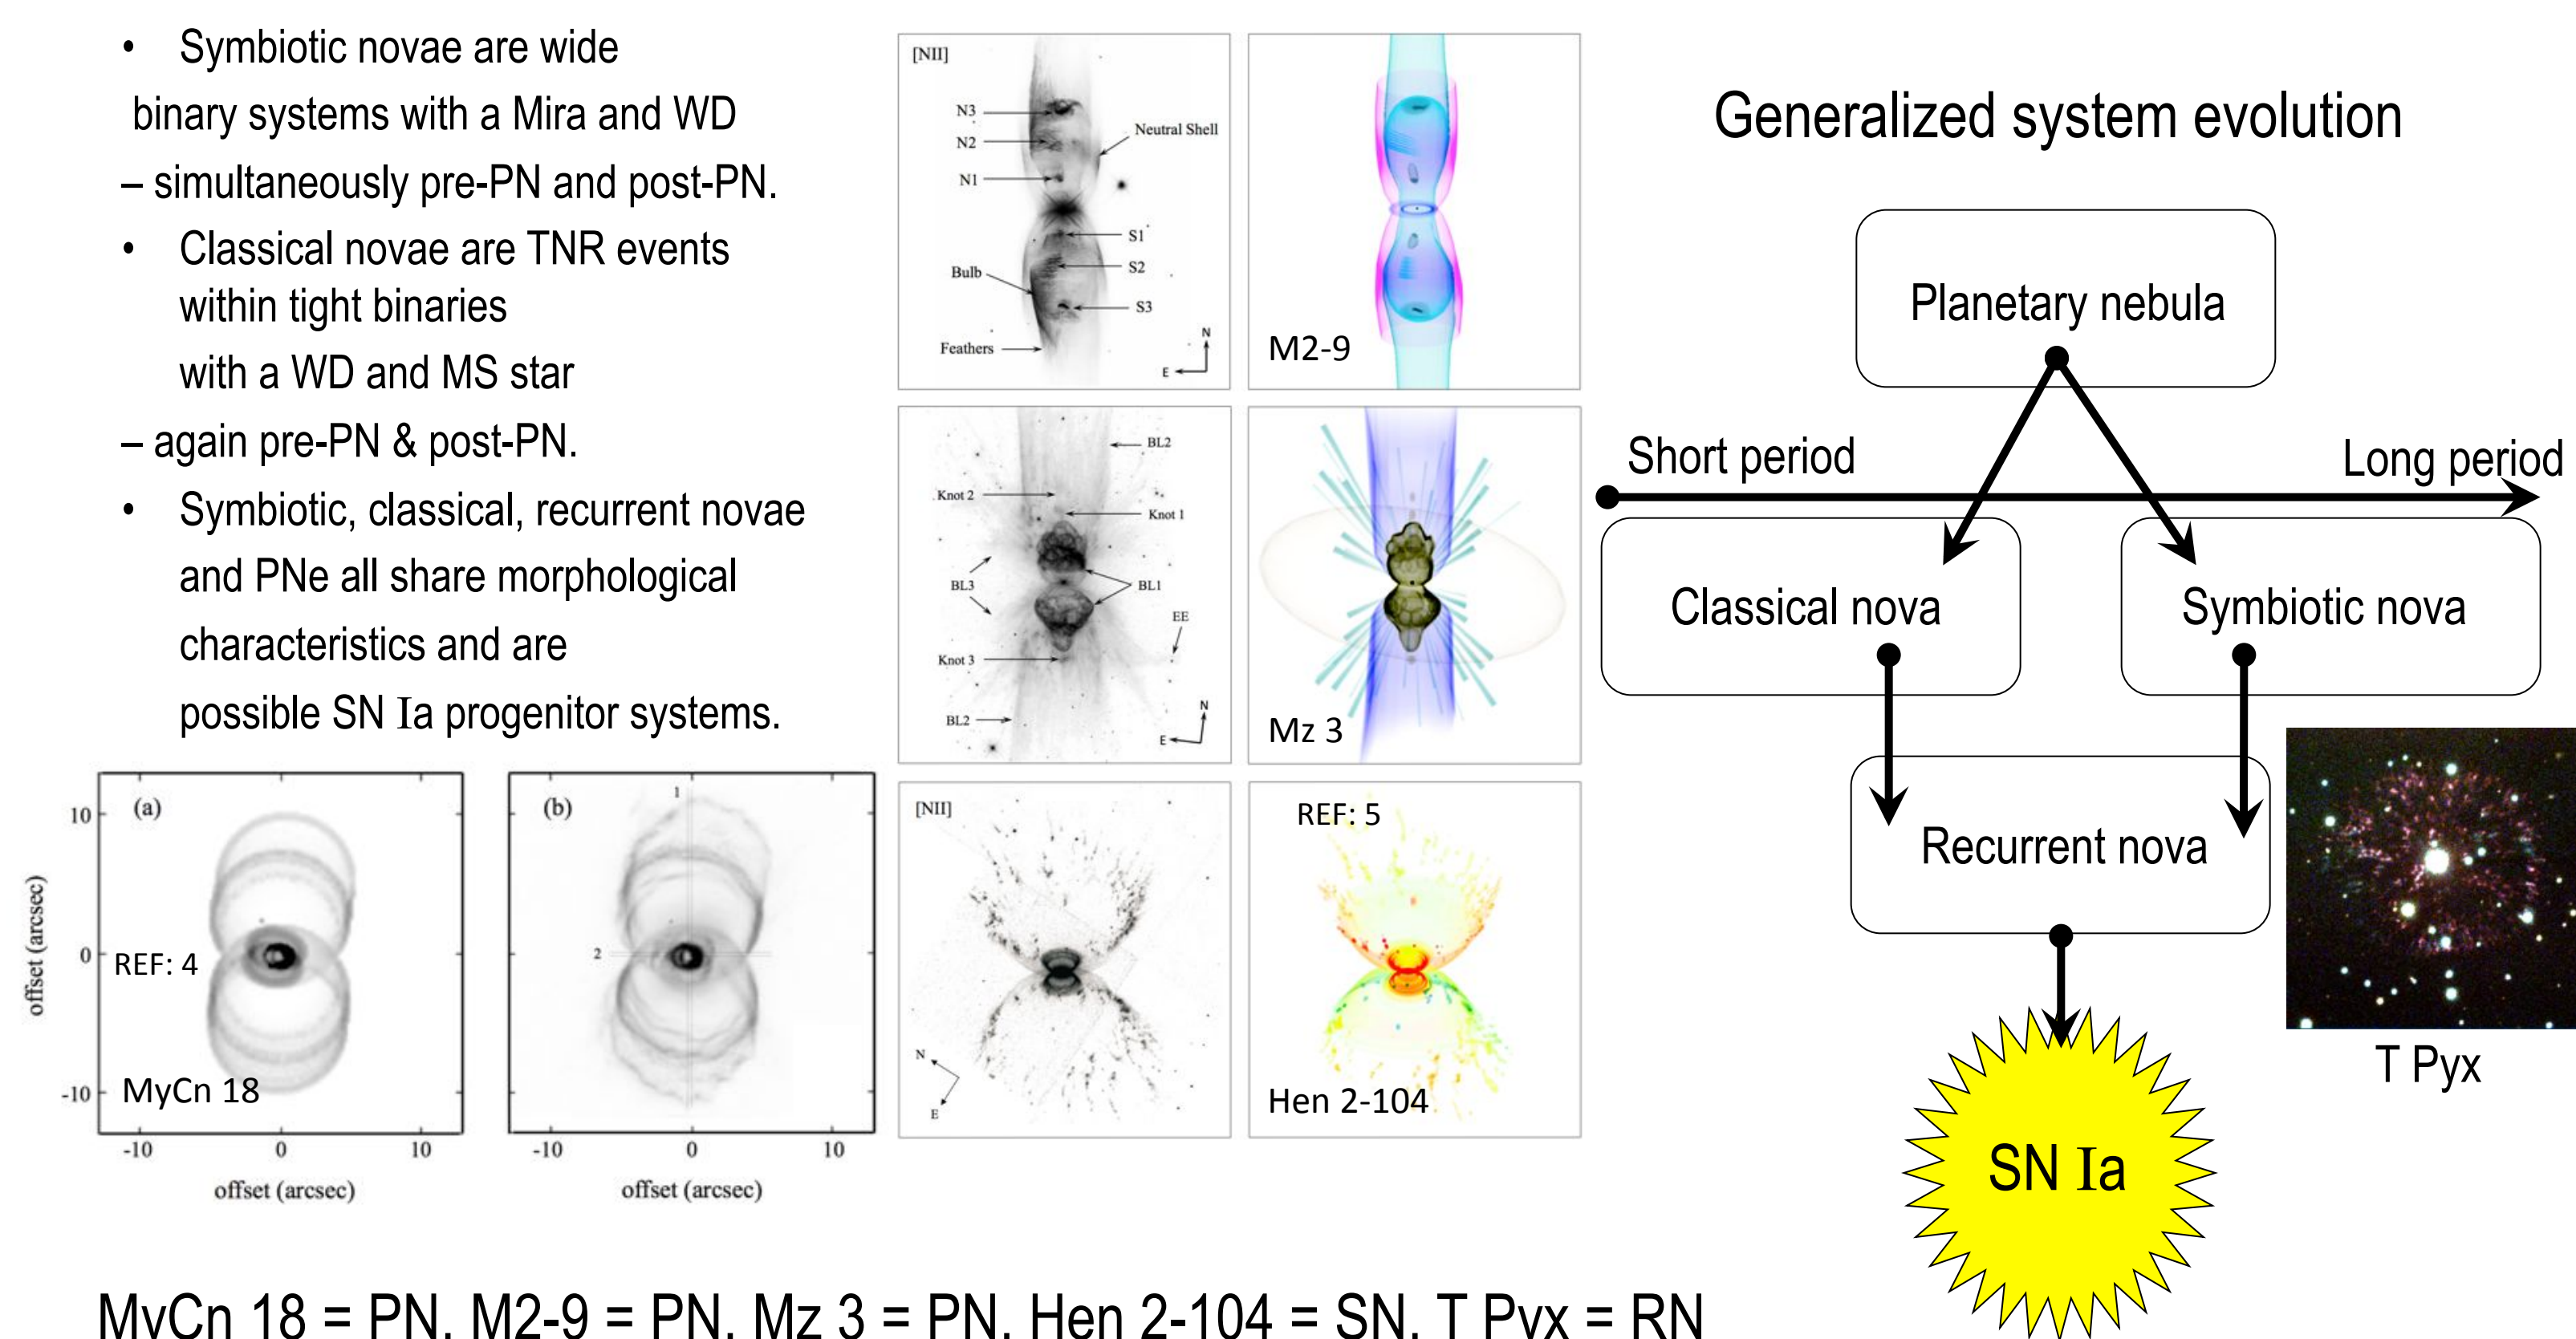 • Symbiotic novae are wide
binary systems with a Mira and WD
– simultaneously pre-PN and post-PN.
• Classical novae are TNR events
within tight binaries
with a WD and MS star
– again pre-PN & post-PN.
• Symbiotic, classical, recurrent novae
and PNe all share morphological
characteristics and are
possible SN Ia progenitor systems.
[NII]
N3
N2
N1
Neutral Shell
S1
S2
S3
Bulb
Feathers
N
E
M2-9
BL2
Knot 2
Knot 1
BL3
BL1
EE
Knot 3
BL2
N
E
Mz 3
(a)
10
0
-10
offset (arcsec)
REF: 4
MyCn 18
-10 0 10
offset (arcsec)
(b)
1
2
-10 0 10
offset (arcsec)
[NII]
N
E
REF: 5
Hen 2-104
Generalized system evolution
Planetary nebula
Short period
Long period
Classical nova
Symbiotic nova
Recurrent nova
T Pyx
SN Ia
MyCn 18 = PN, M2-9 = PN, Mz 3 = PN, Hen 2-104 = SN, T Pyx = RN